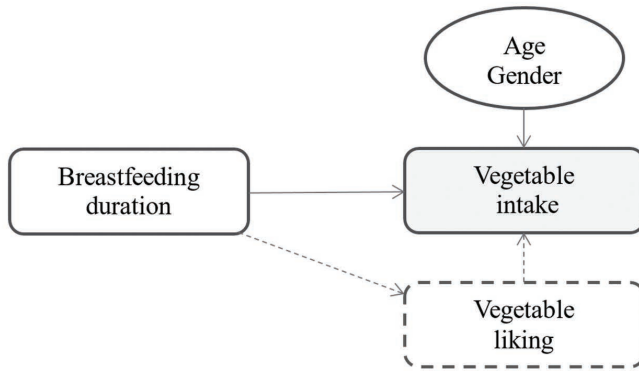 Age
Gender
Breastfeeding
duration
Vegetable
intake
Vegetable
liking